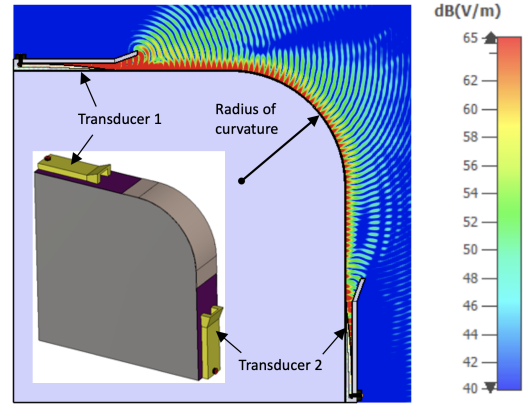 dB(V/m)
65
62
60
58
56
54
52
50
48
46
44
42
40
Transducer 1
Radius of
curvature
Transducer 2